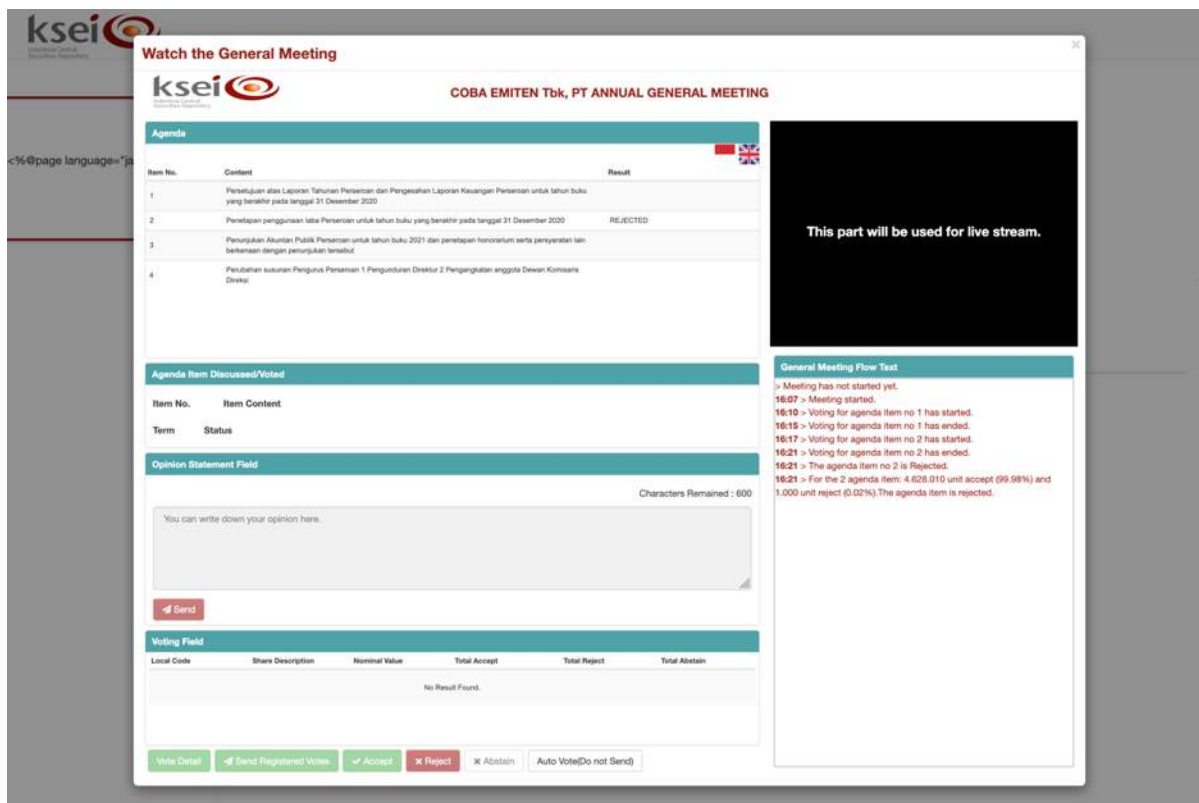 ksei
Indonesia Central
Securities Depository
<%@page language="ja
Watch the General Meeting
×
ksei
Indonesia Central
Securities Depository
COBA EMITEN Tbk, PT ANNUAL GENERAL MEETING
Agenda
Item No. Content Result
1 Persetujuan atas Laporan Tahunan Perseroan dan Pengesahan Laporan Keuangan Perseroan untuk tahun buku
yang berakhir pada tanggal 31 Desember 2020
2 Penetapan penggunaan laba Perseroan untuk tahun buku yang berakhir pada tanggal 31 Desember 2020 REJECTED
3 Penunjukan Akuntan Publik Perseroan untuk tahun buku 2021 dan penetapan honorarium serta persyaratan lain
berkenaan dengan penunjukan tersebut
4 Perubahan susunan Pengurus Perseroan 1 Pengunduran Direktur 2 Pengangkatan anggota Dewan Komisaris
Direksi
This part will be used for live stream.
Agenda Item Discussed/Voted
Item No. Item Content
Term Status
Opinion Statement Field
Characters Remained : 600
You can write down your opinion here.
Send
Voting Field
Local Code Share Description Nominal Value Total Accept Total Reject Total Abstain
No Result Found.
Vote Detail Send Registered Votes Accept Reject Abstain Auto Vote(Do not Send)
General Meeting Flow Text
> Meeting has not started yet.
16:07 > Meeting started.
16:10 > Voting for agenda item no 1 has started.
16:15 > Voting for agenda item no 1 has ended.
16:17 > Voting for agenda item no 2 has started.
16:21 > Voting for agenda item no 2 has ended.
16:21 > The agenda item no 2 is Rejected.
16:21 > For the 2 agenda item: 4.628.010 unit accept (99.98%) and
1.000 unit reject (0.02%).The agenda item is rejected.